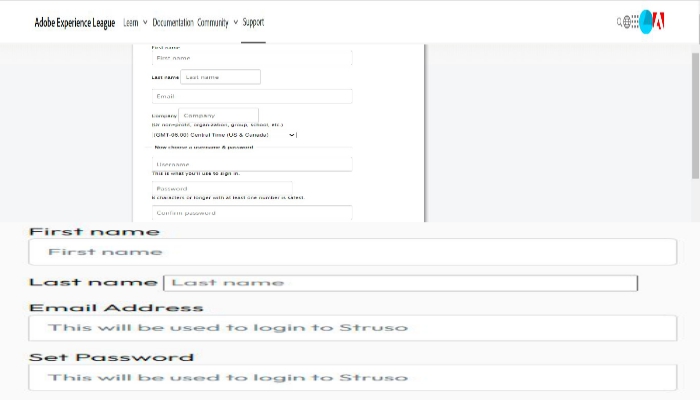 Adobe Experience League Learn Documentation Community Support
First name
First name
Last name Last name
Email
Company Company
(or non-profit, organization, group, school, etc.)
(GMT-06:00) Central Time (US & Canada)
Now choose a username & password
Username
This is what you'll use to sign in.
Password
6 characters or longer with at least one number is safest.
Confirm password
First name
First name
Last name Last name
Email Address
This will be used to login to Struso
Set Password
This will be used to login to Struso